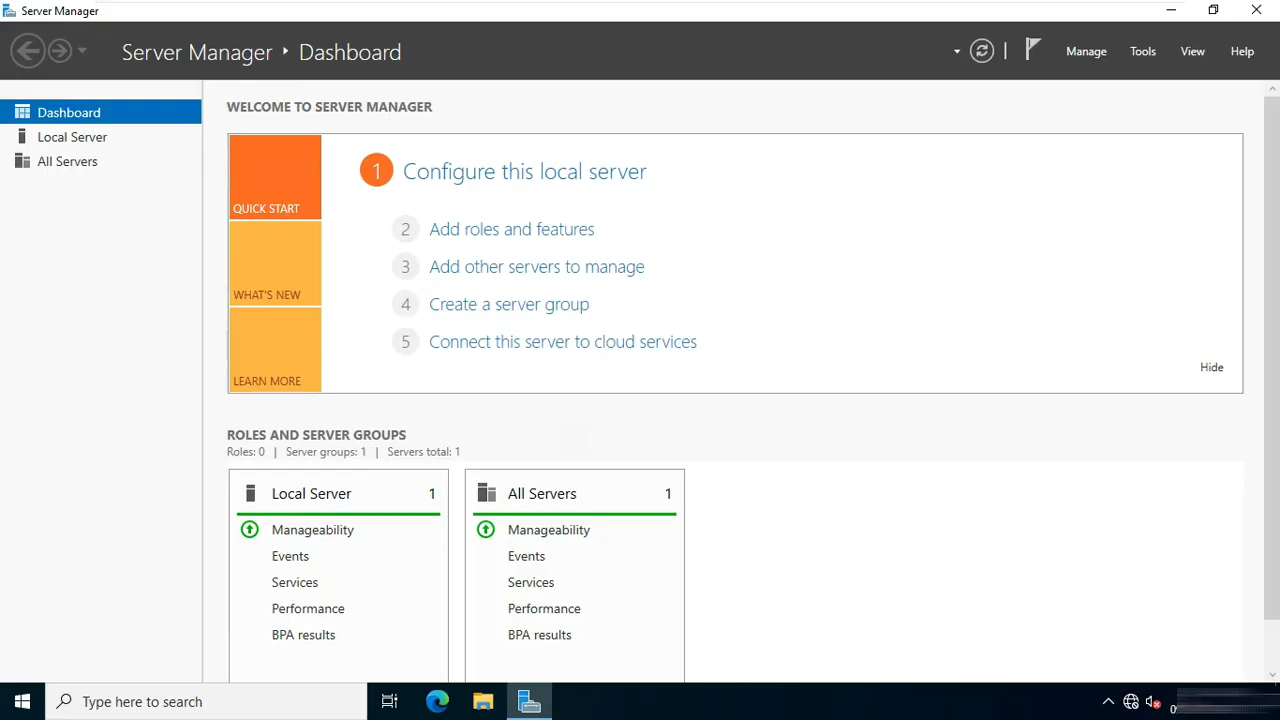 Server Manager
Server Manager ‣ Dashboard
Manage Tools View Help
Dashboard
Local Server
All Servers
WELCOME TO SERVER MANAGER
QUICK START
WHAT'S NEW
LEARN MORE
1 Configure this local server
2 Add roles and features
3 Add other servers to manage
4 Create a server group
5 Connect this server to cloud services
Hide
ROLES AND SERVER GROUPS
Roles: 0 | Server groups: 1 | Servers total: 1
Local Server 1
Manageability
Events
Services
Performance
BPA results
All Servers 1
Manageability
Events
Services
Performance
BPA results
Type here to search